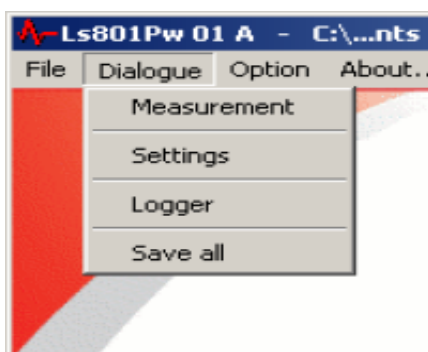 Ls801Pw 01 A - C:\...nts
File Dialogue Option About..
Measurement
Settings
Logger
Save all